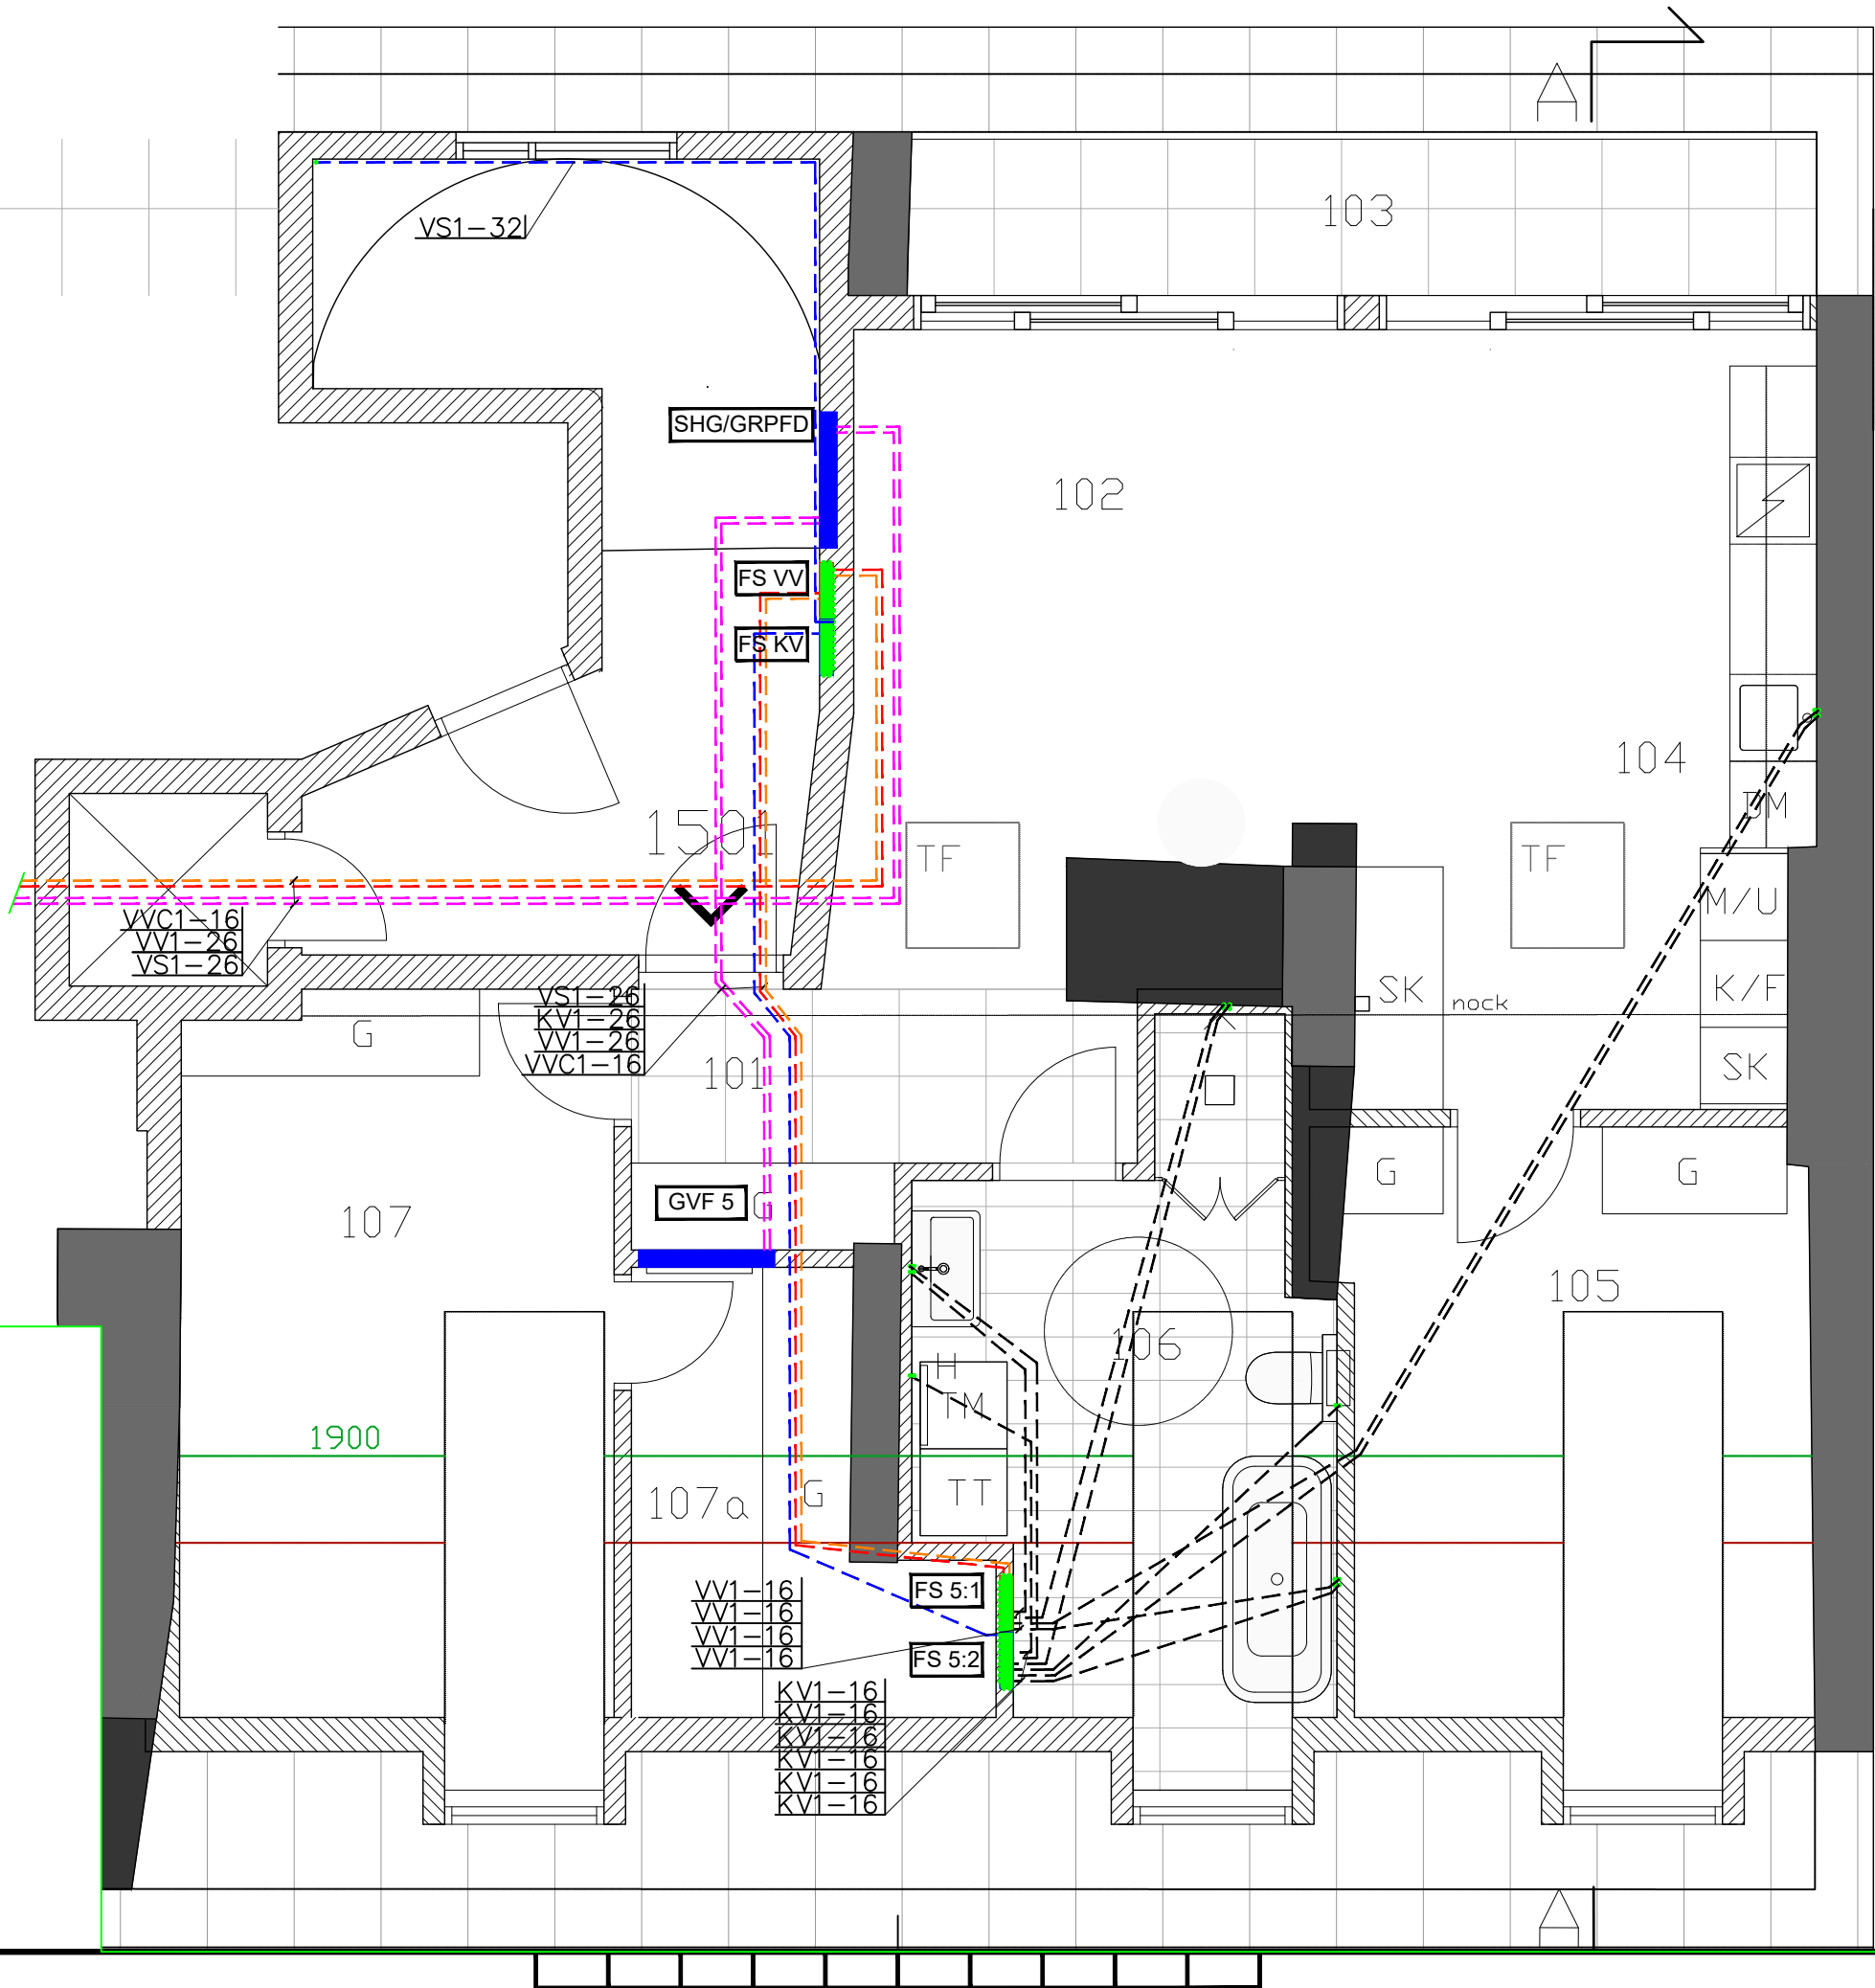 103
VS1-32
SHG/GRPFD
102
FS VV
FS KV
104
DM
1501
TF
TF
M/U
VVC1-16
VV1-26
VS1-26
SK
K/F
nock
VS1-26
KV1-26
VV1-26
VVC1-16
G
101
SK
G
G
GVF 5
G
107
105
106
H
TM
1900
TT
107a
G
FS 5:1
VV1-16
VV1-16
VV1-16
VV1-16
FS 5:2
KV1-16
KV1-16
KV1-16
KV1-16
KV1-16
KV1-16